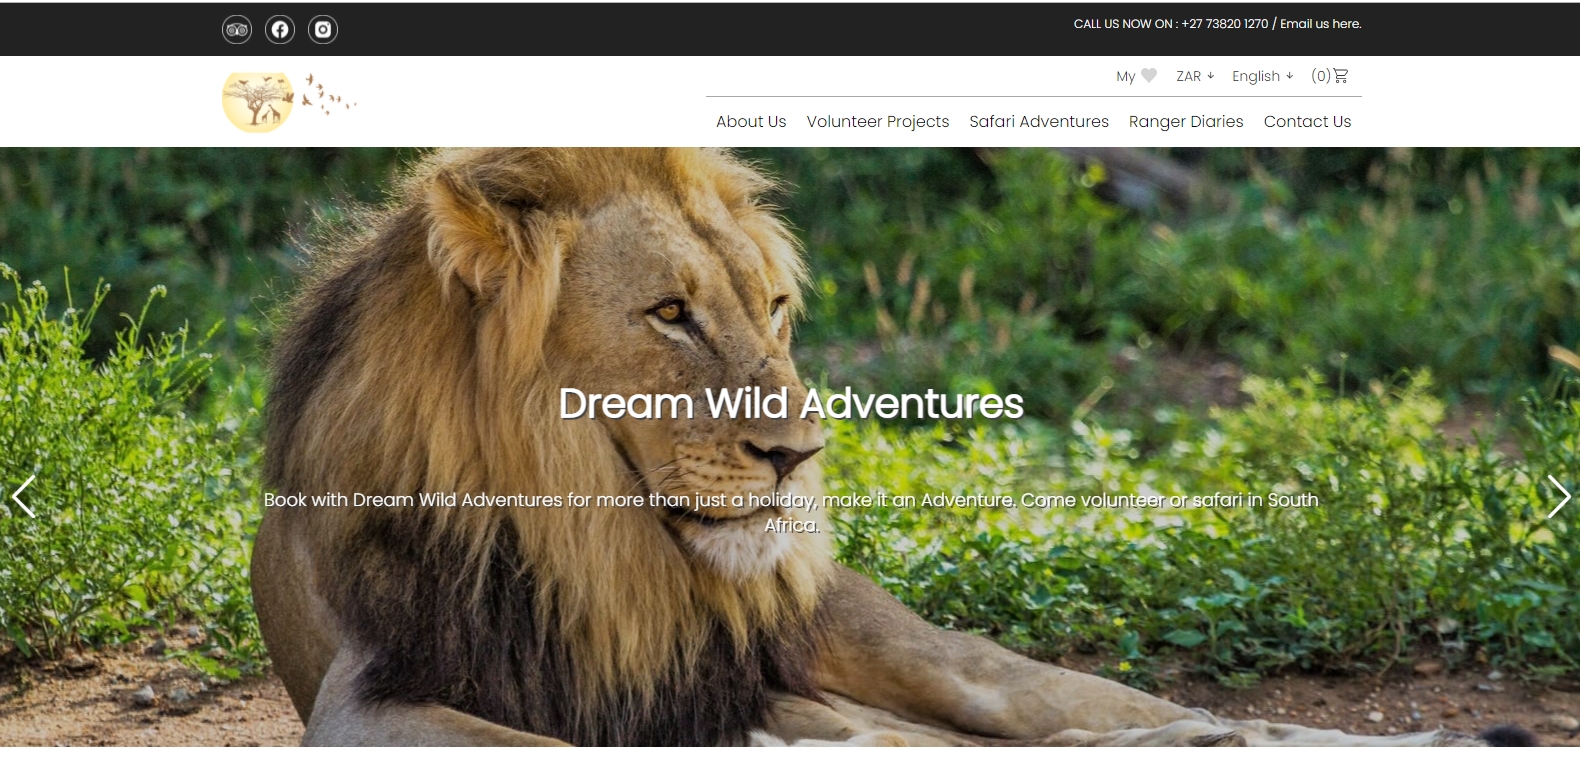 CALL US NOW ON : +27 73820 1270 / Email us here.
My ZAR English (0)
About Us Volunteer Projects Safari Adventures Ranger Diaries Contact Us
Dream Wild Adventures
Book with Dream Wild Adventures for more than just a holiday, make it an Adventure. Come volunteer or safari in South
Africa.